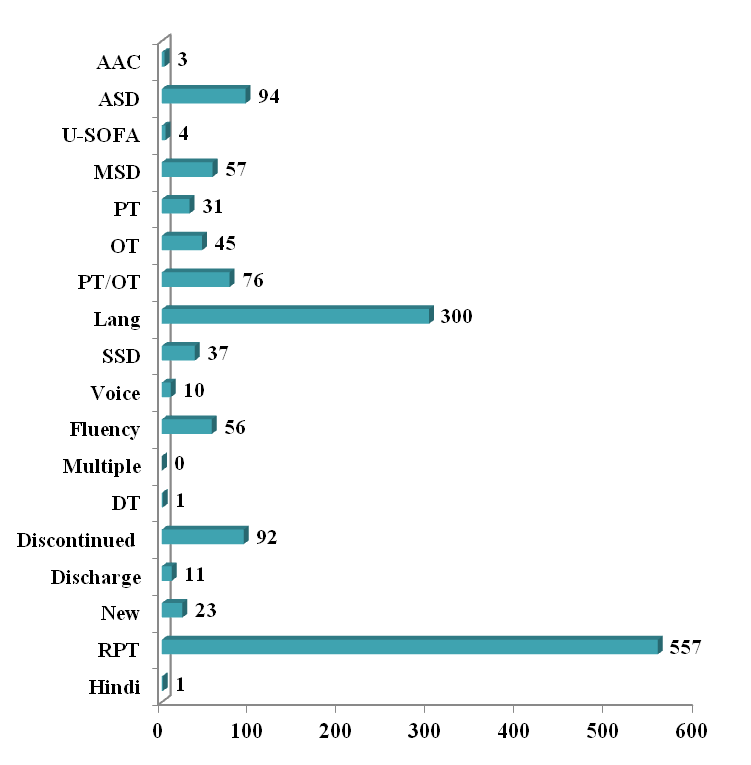 AAC 3
ASD 94
U-SOFA 4
MSD 57
PT 31
OT 45
PT/OT 76
Lang 300
SSD 37
Voice 10
Fluency 56
Multiple 0
DT 1
Discontinued 92
Discharge 11
New 23
RPT 557
Hindi 1
0 100 200 300 400 500 600